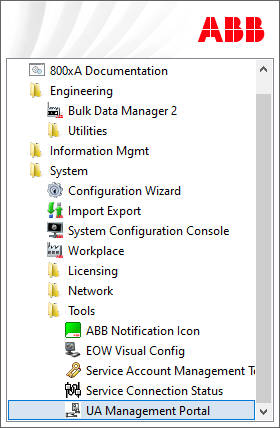 ABB
800xA Documentation
Engineering
Bulk Data Manager 2
Utilities
Information Mgmt
System
Configuration Wizard
Import Export
System Configuration Console
Workplace
Licensing
Network
Tools
ABB Notification Icon
EOW Visual Config
Service Account Management T
Service Connection Status
UA Management Portal